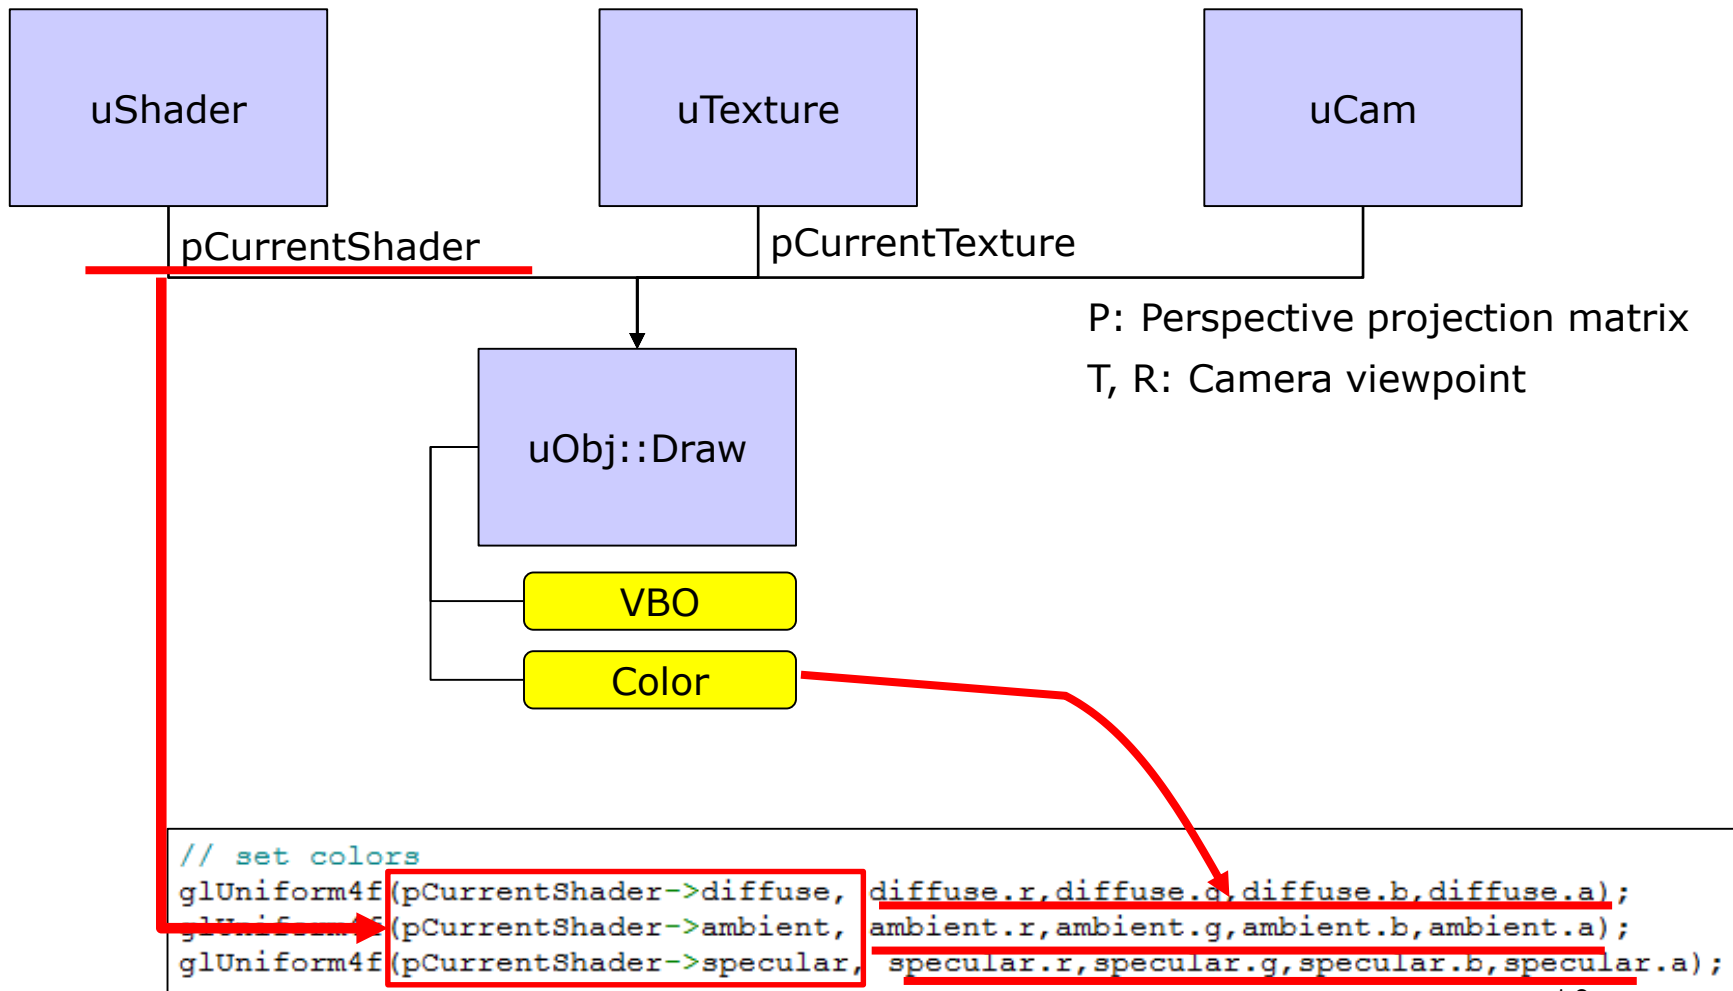 uShader
uTexture
uCam
pCurrentShader
pCurrentTexture
P: Perspective projection matrix
T, R: Camera viewpoint
uObj::Draw
VBO
Color
// set colors
glUniform4f(pCurrentShader->diffuse, diffuse.r,diffuse.g,diffuse.b,diffuse.a);
glUniform4f(pCurrentShader->ambient, ambient.r,ambient.g,ambient.b,ambient.a);
glUniform4f(pCurrentShader->specular, specular.r,specular.g,specular.b,specular.a);